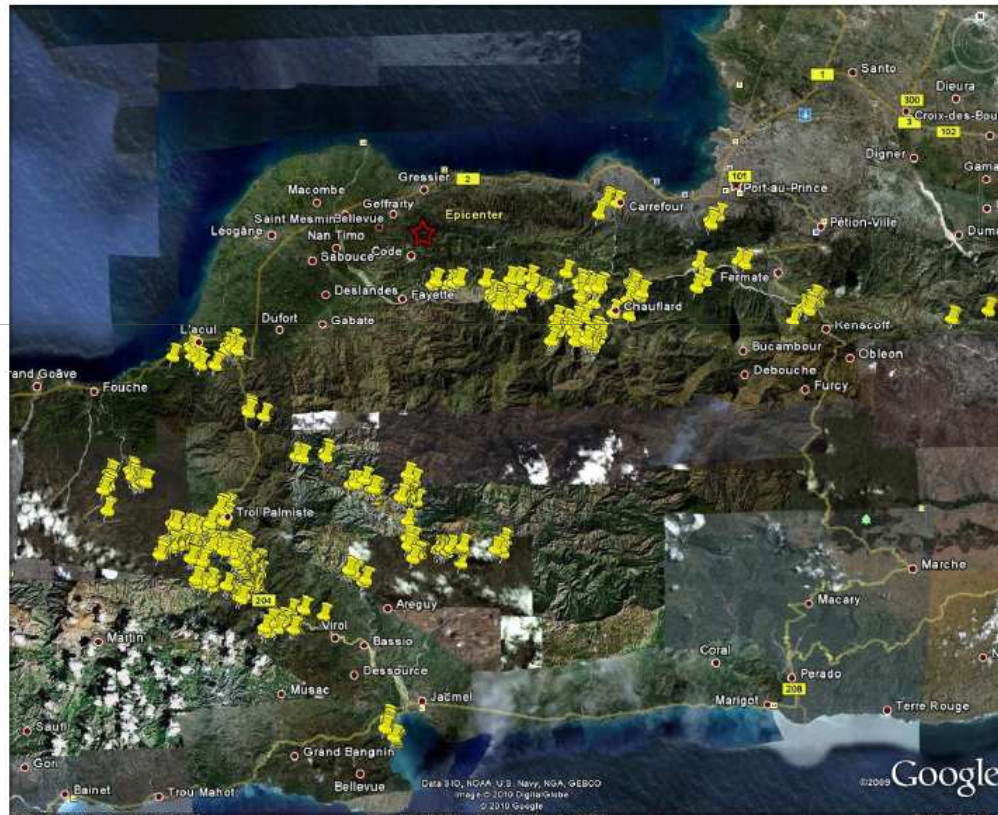 N
1
Santo
Dieura
300
3
Croix-des-Bou
102
Digner
Gressier
2
Macombe
Geffrarty
101
Port-au-Prince
Gama
Carrefour
Epicenter
Saint Mesmin
Bellevue
Pétion-Ville
Léogâne
Nan Timo
Duma
Code
Sabouce
Fermate
Deslandes
Fayette
Chauflard
Dufort
Gabate
Kenscoff
L'acul
Bucambour
Obleon
Debouche
rand Goâve
Fouche
Furcy
Trol Palmiste
Marche
204
Areguy
Macary
Virol
Martin
Bassio
Coral
Dessource
Perado
N
208
Musac
Jacmel
Marigot
Terre Rouge
Saufi
Grand Bangnin
Gori
Bellevue
Bainet
Trou Mahot
Data SIO, NOAA, U.S. Navy, NGA, GEBCO
Image © 2010 DigitalGlobe
© 2010 Google
©2009 Google